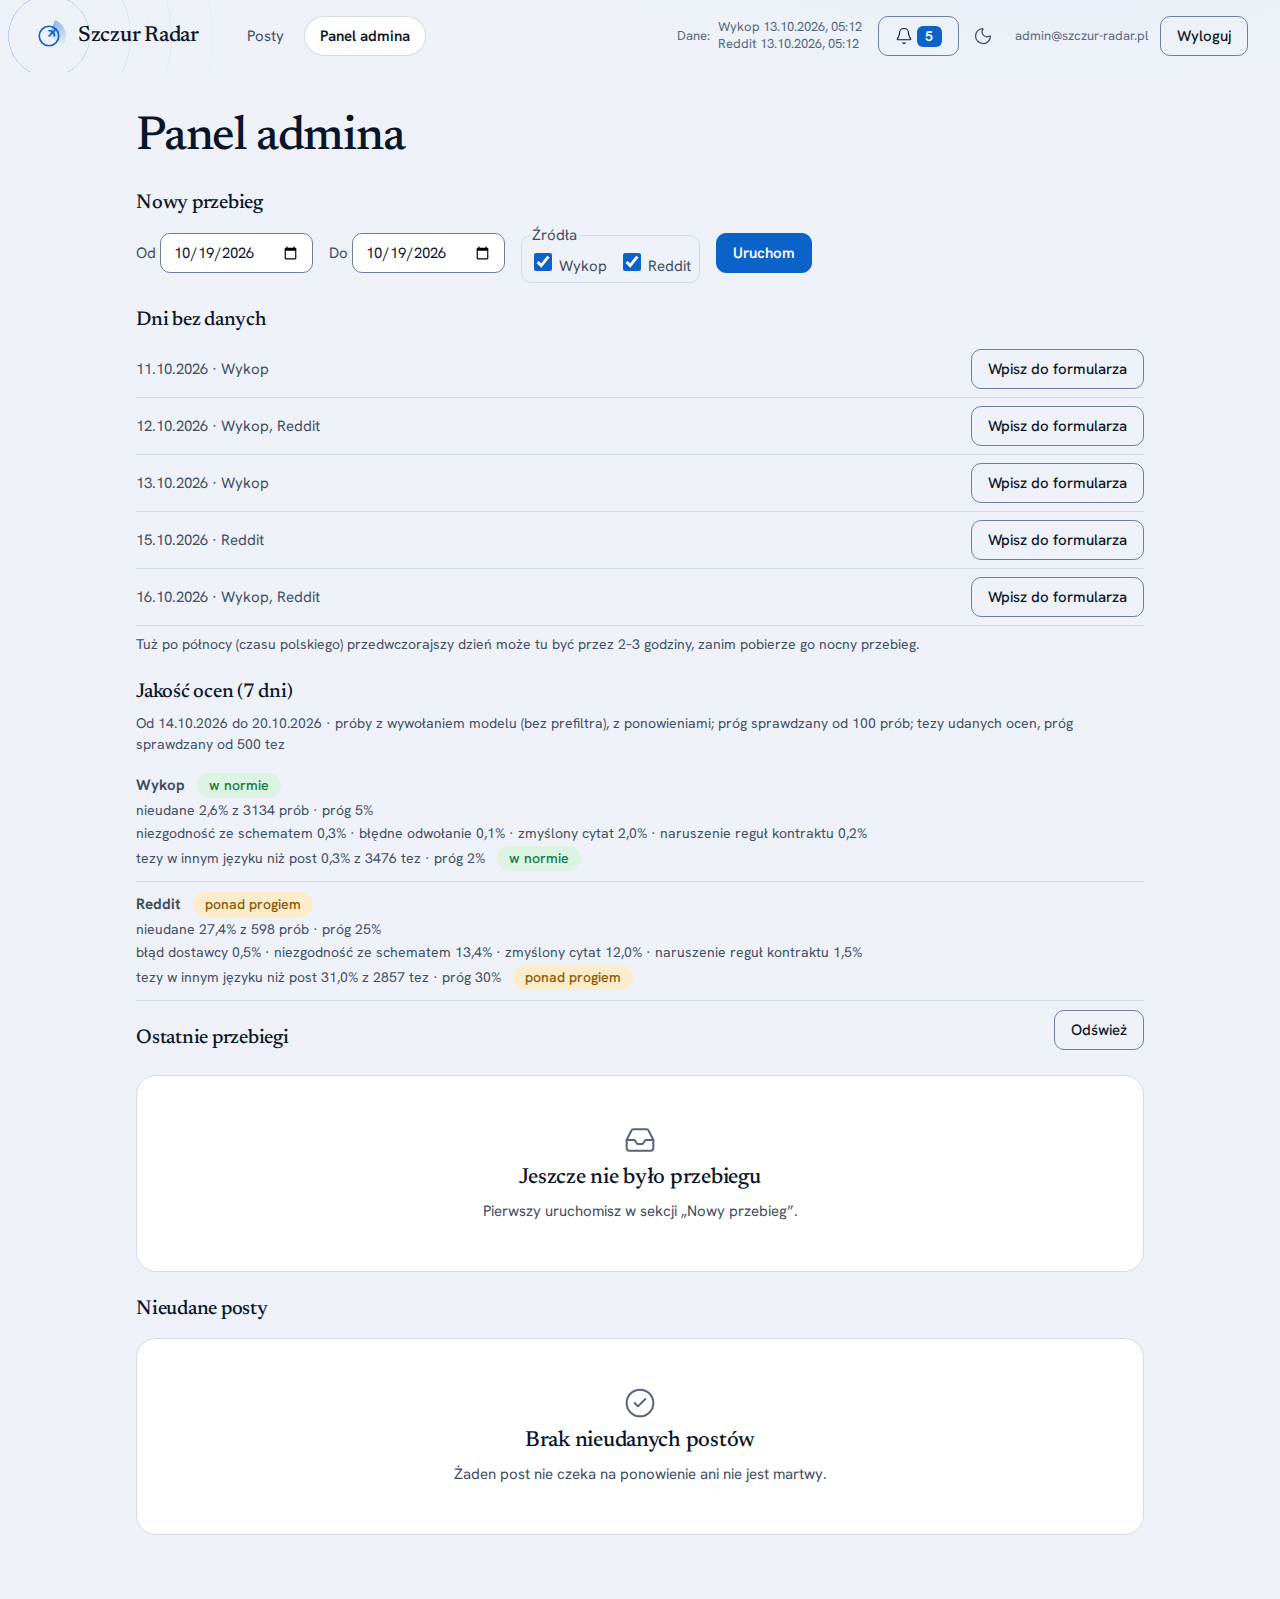 Szczur Radar
Posty
Panel admina
Dane:
Wykop 13.10.2026, 05:12
Reddit 13.10.2026, 05:12
5
admin@szczur-radar.pl
Wyloguj
Panel admina
Nowy przebieg
Od 10/19/2026
Do 10/19/2026
Źródła
Wykop
Reddit
Uruchom
Dni bez danych
11.10.2026 · Wykop
Wpisz do formularza
12.10.2026 · Wykop, Reddit
Wpisz do formularza
13.10.2026 · Wykop
Wpisz do formularza
15.10.2026 · Reddit
Wpisz do formularza
16.10.2026 · Wykop, Reddit
Wpisz do formularza
Tuż po północy (czasu polskiego) przedwczorajszy dzień może tu być przez 2–3 godziny, zanim pobierze go nocny przebieg.
Jakość ocen (7 dni)
Od 14.10.2026 do 20.10.2026 · próby z wywołaniem modelu (bez prefiltra), z ponowieniami; próg sprawdzany od 100 prób; tezy udanych ocen, próg
sprawdzany od 500 tez
Wykop w normie
nieudane 2,6% z 3134 prób · próg 5%
niezgodność ze schematem 0,3% · błędne odwołanie 0,1% · zmyślony cytat 2,0% · naruszenie reguł kontraktu 0,2%
tezy w innym języku niż post 0,3% z 3476 tez · próg 2% w normie
Reddit ponad progiem
nieudane 27,4% z 598 prób · próg 25%
błąd dostawcy 0,5% · niezgodność ze schematem 13,4% · zmyślony cytat 12,0% · naruszenie reguł kontraktu 1,5%
tezy w innym języku niż post 31,0% z 2857 tez · próg 30% ponad progiem
Ostatnie przebiegi
Odśwież
Jeszcze nie było przebiegu
Pierwszy uruchomisz w sekcji „Nowy przebieg”.
Nieudane posty
Brak nieudanych postów
Żaden post nie czeka na ponowienie ani nie jest martwy.